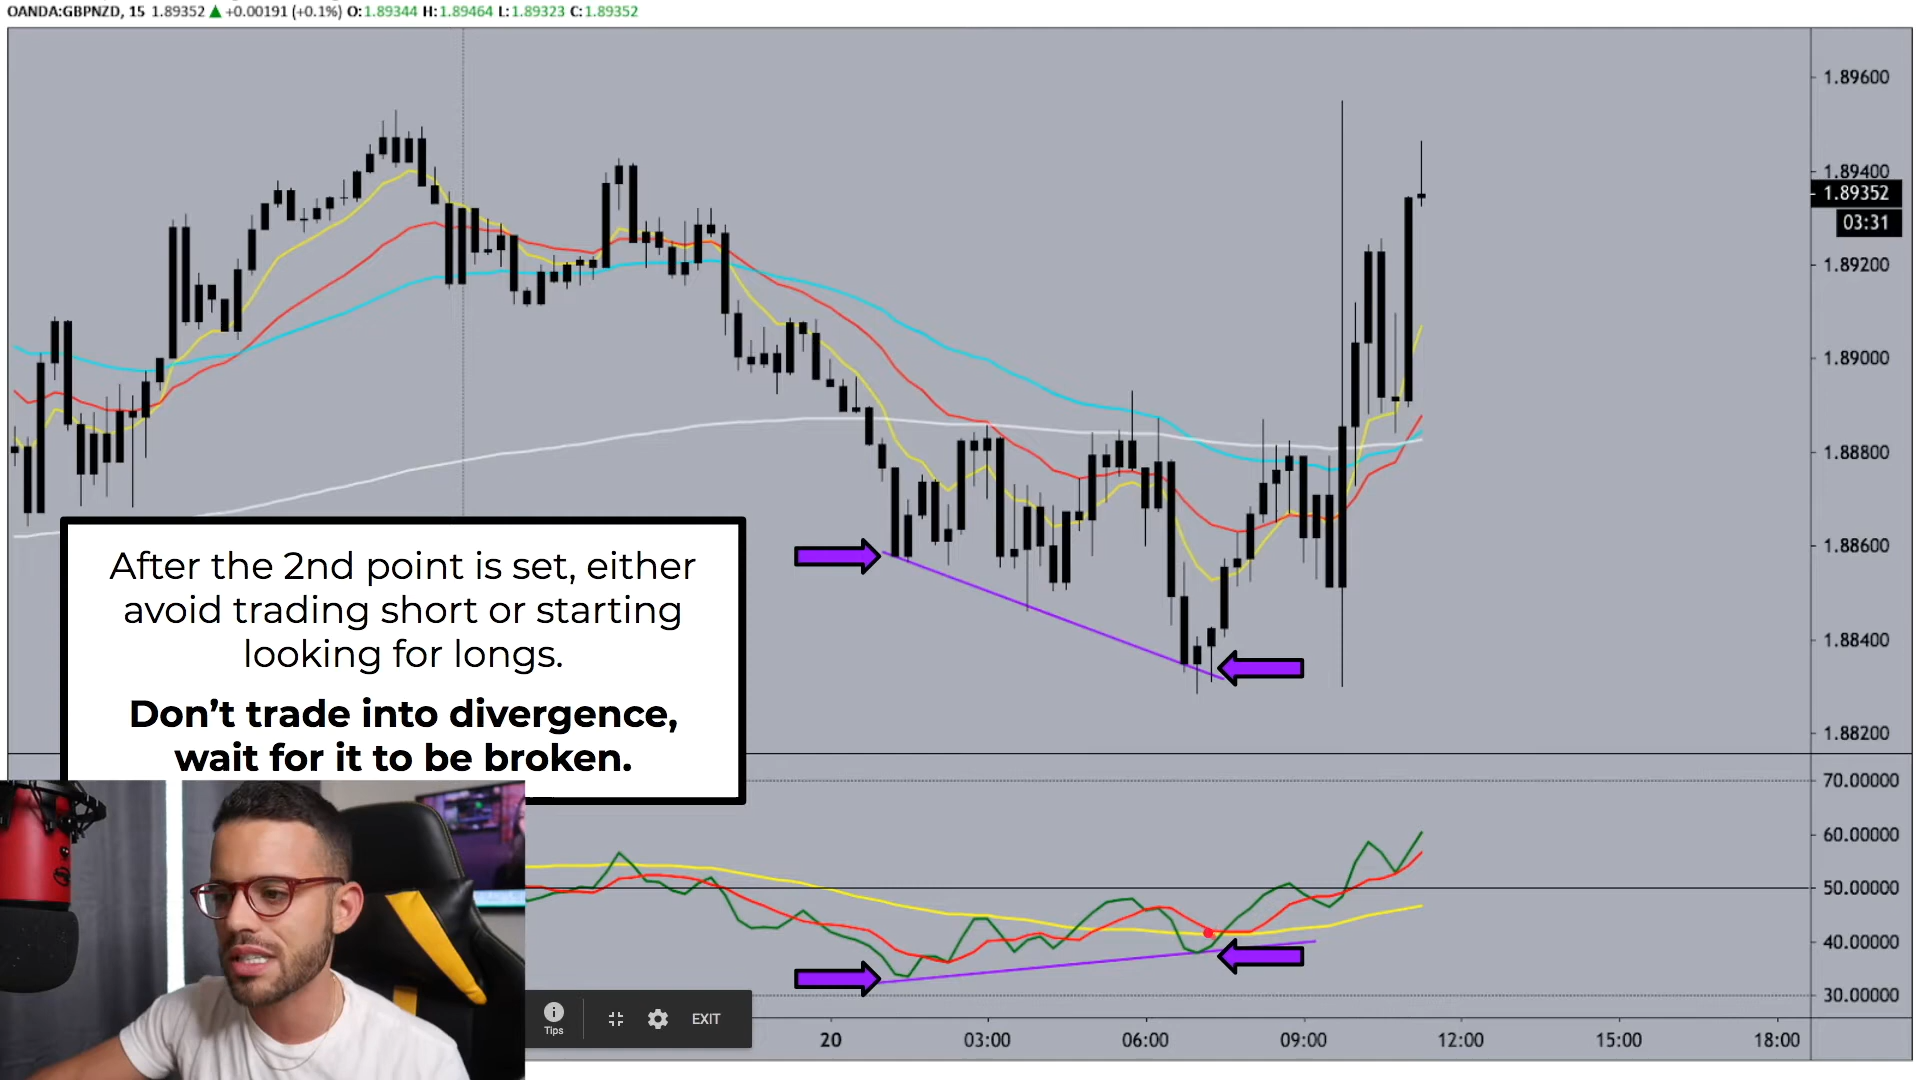 OANDA:GBPNZD, 15 1.89352 ▲ +0.00191 (+0.1%) O:1.89344 H:1.89464 L:1.89323 C:1.89352
1.89600
1.89400
1.89352
03:31
1.89200
1.89000
1.88800
1.88600
1.88400
1.88200
After the 2nd point is set, either
avoid trading short or starting
looking for longs.
Don't trade into divergence,
wait for it to be broken.
70.00000
60.00000
50.00000
40.00000
30.00000
Tips
EXIT
20 03:00 06:00 09:00 12:00 15:00 18:00